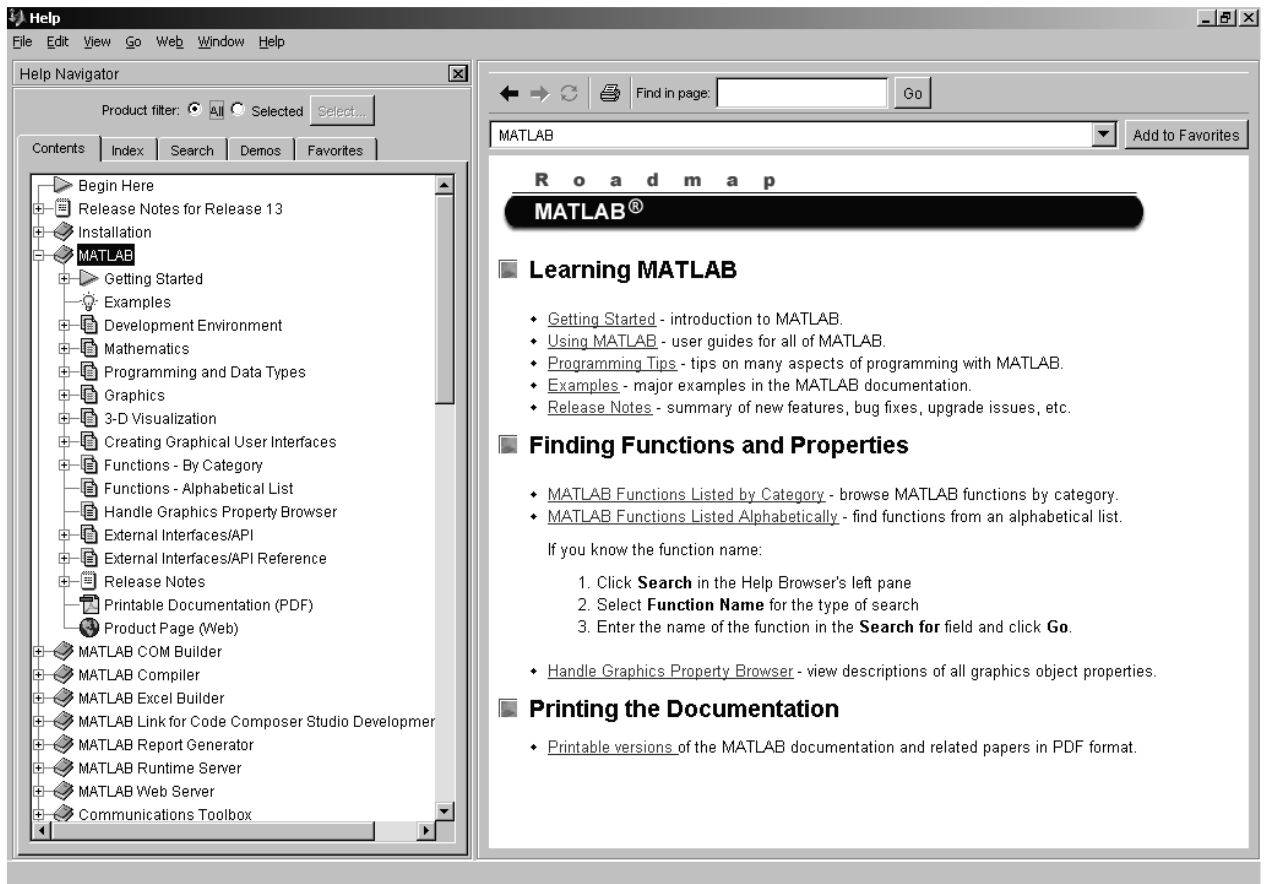 Help
File Edit View Go Web Window Help
Help Navigator
Product filter: All Selected Select...
Contents Index Search Demos Favorites
Begin Here
Release Notes for Release 13
Installation
MATLAB
Getting Started
Examples
Development Environment
Mathematics
Programming and Data Types
Graphics
3-D Visualization
Creating Graphical User Interfaces
Functions - By Category
Functions - Alphabetical List
Handle Graphics Property Browser
External Interfaces/API
External Interfaces/API Reference
Release Notes
Printable Documentation (PDF)
Product Page (Web)
MATLAB COM Builder
MATLAB Compiler
MATLAB Excel Builder
MATLAB Link for Code Composer Studio Developmer
MATLAB Report Generator
MATLAB Runtime Server
MATLAB Web Server
Communications Toolbox
Find in page: Go
MATLAB Add to Favorites
Roadmap
MATLAB®
Learning MATLAB
Getting Started - introduction to MATLAB.
Using MATLAB - user guides for all of MATLAB.
Programming Tips - tips on many aspects of programming with MATLAB.
Examples - major examples in the MATLAB documentation.
Release Notes - summary of new features, bug fixes, upgrade issues, etc.
Finding Functions and Properties
MATLAB Functions Listed by Category - browse MATLAB functions by category.
MATLAB Functions Listed Alphabetically - find functions from an alphabetical list.
If you know the function name:
1. Click Search in the Help Browser's left pane
2. Select Function Name for the type of search
3. Enter the name of the function in the Search for field and click Go.
Handle Graphics Property Browser - view descriptions of all graphics object properties.
Printing the Documentation
Printable versions of the MATLAB documentation and related papers in PDF format.